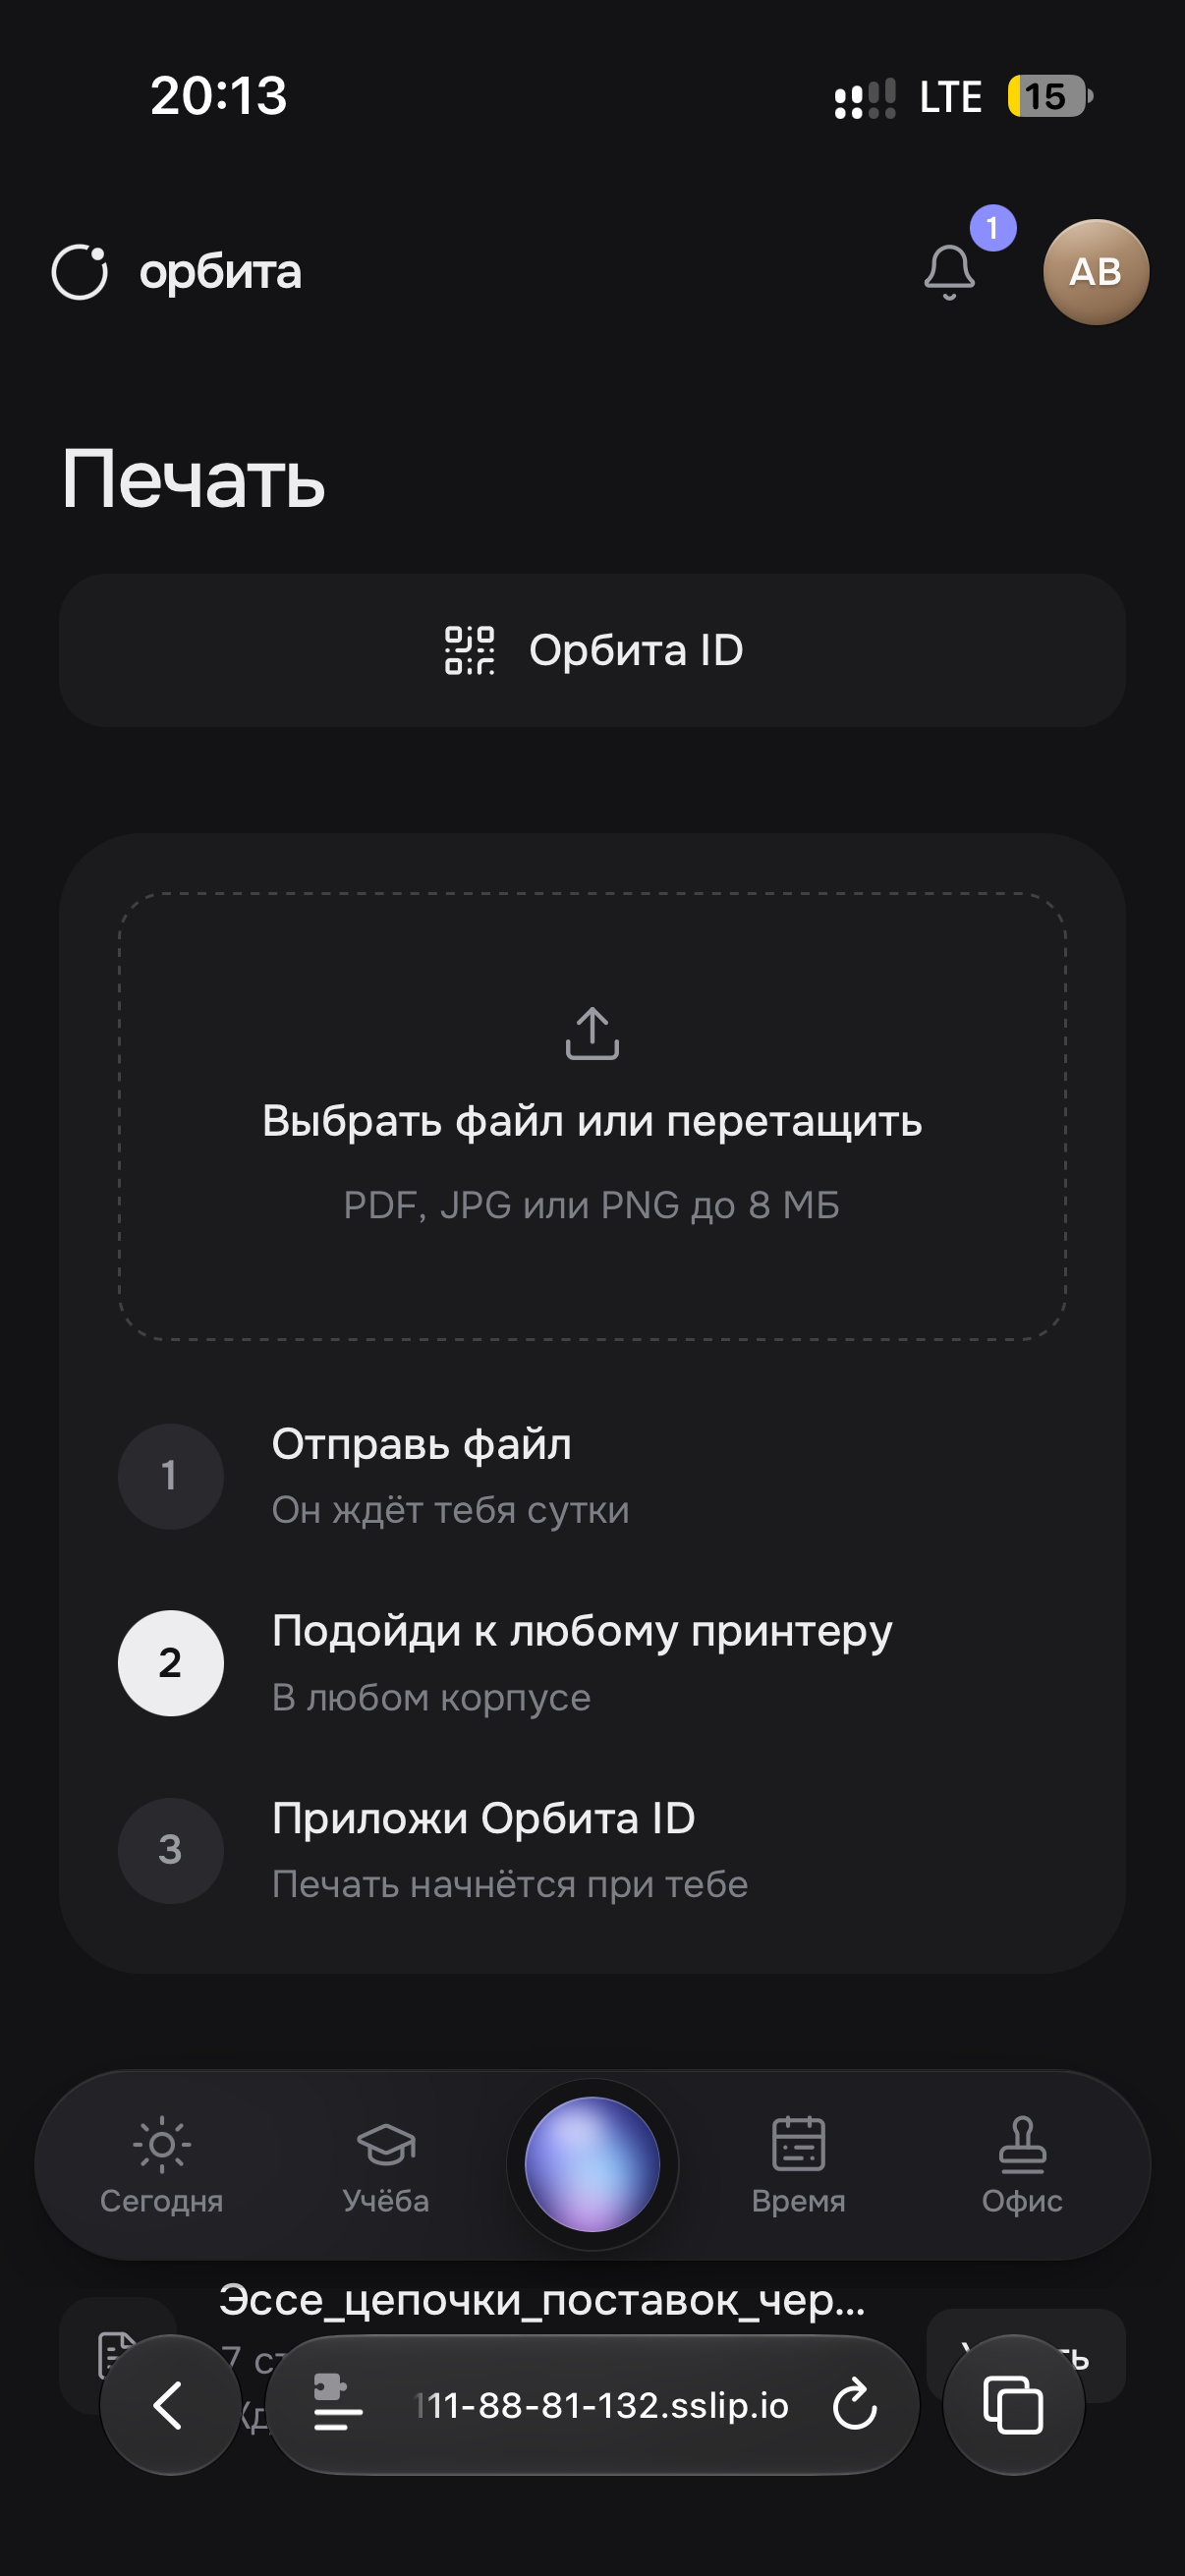 20:13
LTE
15
орбита
1
АВ
Печать
Орбита ID
Выбрать файл или перетащить
PDF, JPG или PNG до 8 МБ
1
Отправь файл
Он ждёт тебя сутки
2
Подойди к любому принтеру
В любом корпусе
3
Приложи Орбита ID
Печать начнётся при тебе
Сегодня
Учёба
Время
Офис
Эссе_цепочки_поставок_чер...
7
111-88-81-132.sslip.io